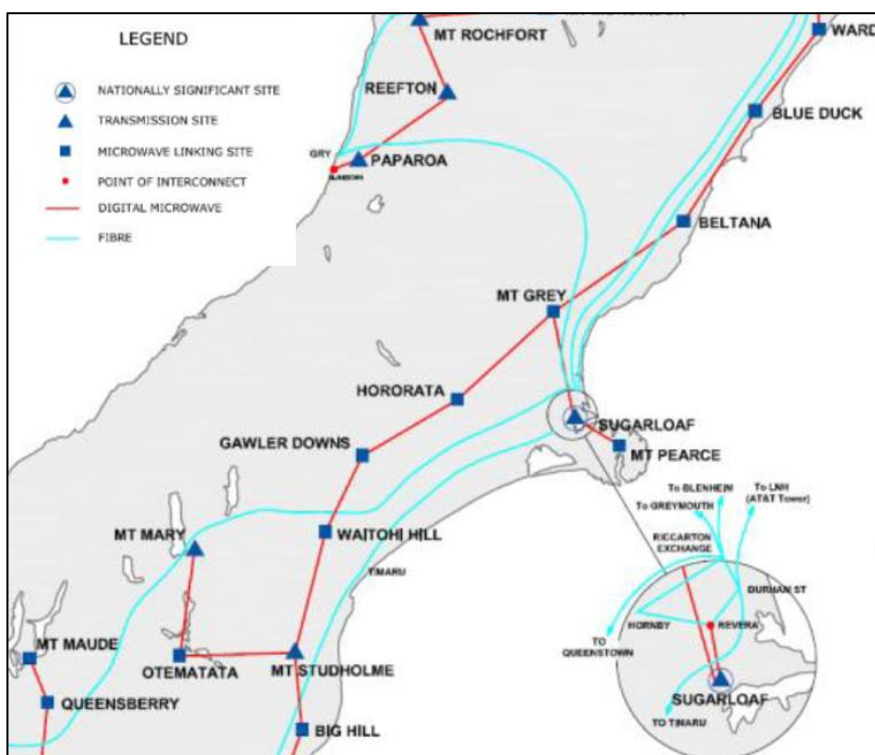 LEGEND
NATIONALLY SIGNIFICANT SITE
TRANSMISSION SITE
MICROWAVE LINKING SITE
POINT OF INTERCONNECT
DIGITAL MICROWAVE
FIBRE
MT ROCHFORT
WARD
REEFTON
BLUE DUCK
GRY
PAPAROA
BELTANA
MT GREY
HORORATA
SUGARLOAF
GAWLER DOWNS
MT PEARCE
MT MARY
WAITOHI HILL
TIMARU
MT MAUDE
OTEMATATA
MT STUDHOLME
QUEENSBERRY
BIG HILL
To BLENHEIN
To LNH
(AT&T Tower)
To GREYMOUTH
RICCARTON
EXCHANGE
DURHAN ST
HORNBY
REVERA
TO
QUEENSTOWN
SUGARLOAF
TO TINARU